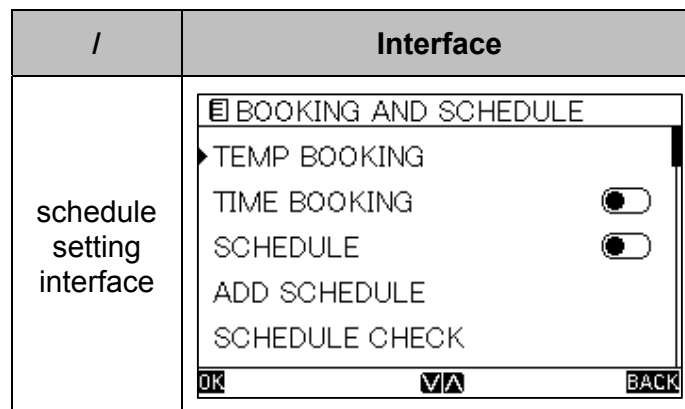 /
Interface
schedule
setting
interface
BOOKING AND SCHEDULE
TEMP BOOKING
TIME BOOKING
SCHEDULE
ADD SCHEDULE
SCHEDULE CHECK
OK
BACK